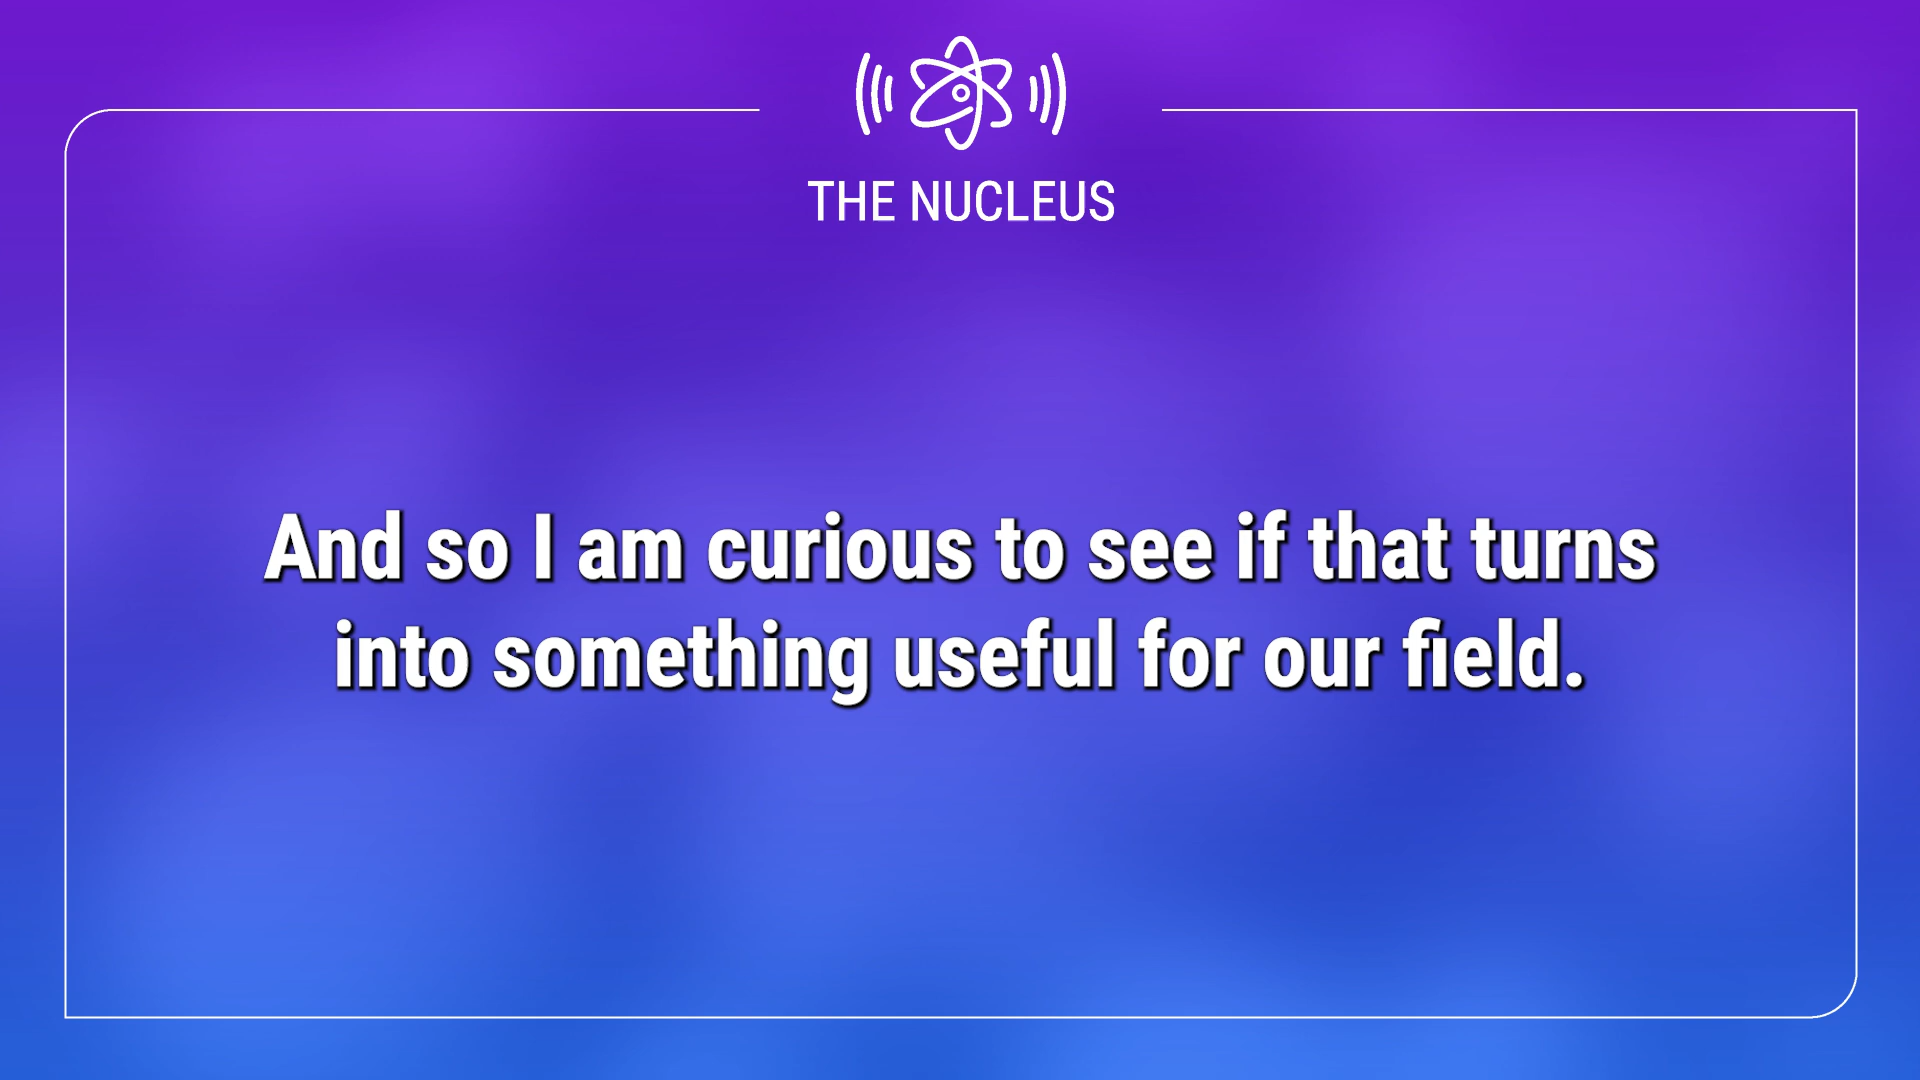 THE NUCLEUS
And so I am curious to see if that turns
into something useful for our field.